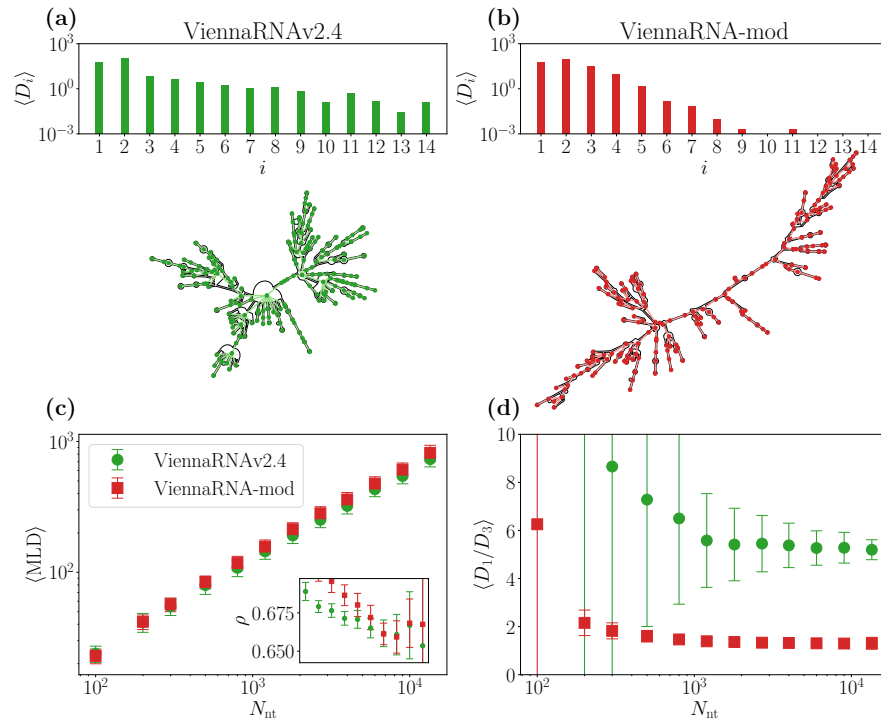 (a) ViennaRNAv2.4
(b) ViennaRNA-mod
⟨D_i⟩
10^3
10^0
10^{-3}
1 2 3 4 5 6 7 8 9 10 11 12 13 14
i
⟨D_i⟩
10^3
10^0
10^{-3}
1 2 3 4 5 6 7 8 9 10 11 12 13 14
i
(c)
⟨MLD⟩
10^3
10^2
ViennaRNAv2.4
ViennaRNA-mod
ρ
0.675
0.650
10^2 10^3 10^4
N_nt
(d)
⟨D_1/D_3⟩
10
8
6
4
2
0
10^2 10^3 10^4
N_nt